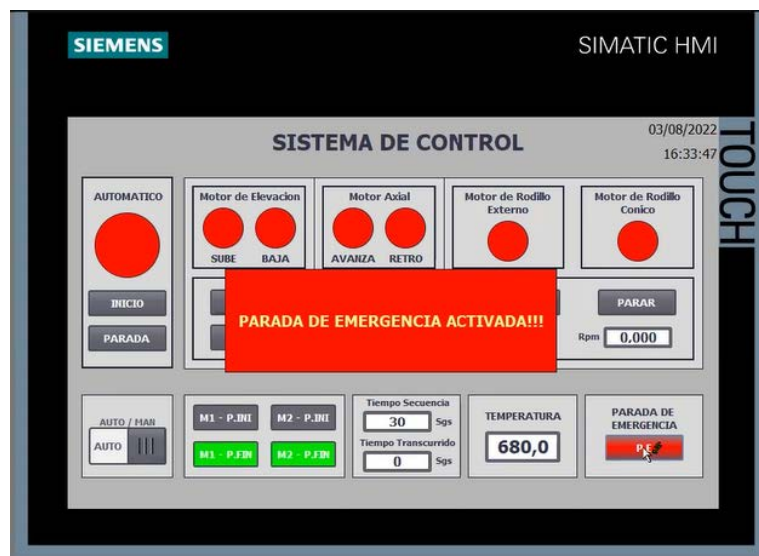 SIEMENS
SIMATIC HMI
TOUCH
SISTEMA DE CONTROL
03/08/2022
16:33:47
AUTOMATICO
INICIO
PARADA
Motor de Elevacion
SUBE BAJA
Motor Axial
AVANZA RETRO
Motor de Rodillo
Externo
Motor de Rodillo
Conico
PARADA DE EMERGENCIA ACTIVADA!!!
PARAR
Rpm 0,000
AUTO / MAN
AUTO
M1 - P.INI M2 - P.INI
M1 - P.FIN M2 - P.FIN
Tiempo Secuencia
30 Sgs
Tiempo Transcurrido
0 Sgs
TEMPERATURA
680,0
PARADA DE
EMERGENCIA